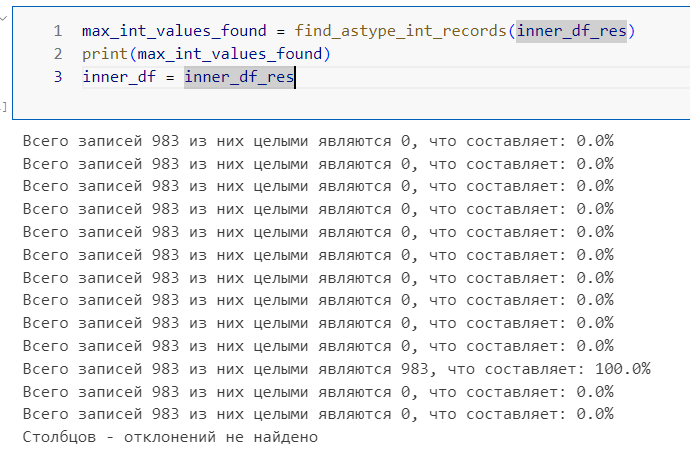 1 max_int_values_found = find_astype_int_records(inner_df_res)
2 print(max_int_values_found)
3 inner_df = inner_df_res
]
Всего записей 983 из них целыми являются 0, что составляет: 0.0%
Всего записей 983 из них целыми являются 0, что составляет: 0.0%
Всего записей 983 из них целыми являются 0, что составляет: 0.0%
Всего записей 983 из них целыми являются 0, что составляет: 0.0%
Всего записей 983 из них целыми являются 0, что составляет: 0.0%
Всего записей 983 из них целыми являются 0, что составляет: 0.0%
Всего записей 983 из них целыми являются 0, что составляет: 0.0%
Всего записей 983 из них целыми являются 0, что составляет: 0.0%
Всего записей 983 из них целыми являются 0, что составляет: 0.0%
Всего записей 983 из них целыми являются 0, что составляет: 0.0%
Всего записей 983 из них целыми являются 983, что составляет: 100.0%
Всего записей 983 из них целыми являются 0, что составляет: 0.0%
Всего записей 983 из них целыми являются 0, что составляет: 0.0%
Столбцов - отклонений не найдено